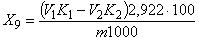 X₉ = (V₁K₁ − V₂K₂)2,922 · 100 / m1000